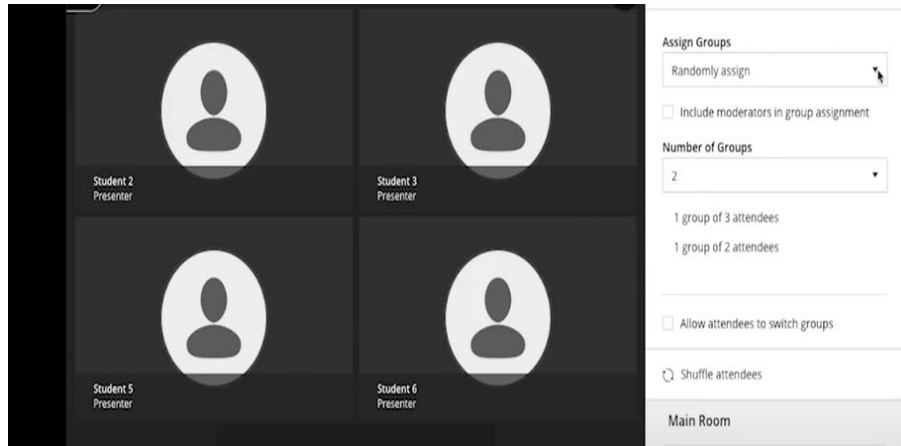 Student 2
Presenter
Student 3
Presenter
Student 5
Presenter
Student 6
Presenter
Assign Groups
Randomly assign
Include moderators in group assignment
Number of Groups
2
1 group of 3 attendees
1 group of 2 attendees
Allow attendees to switch groups
Shuffle attendees
Main Room